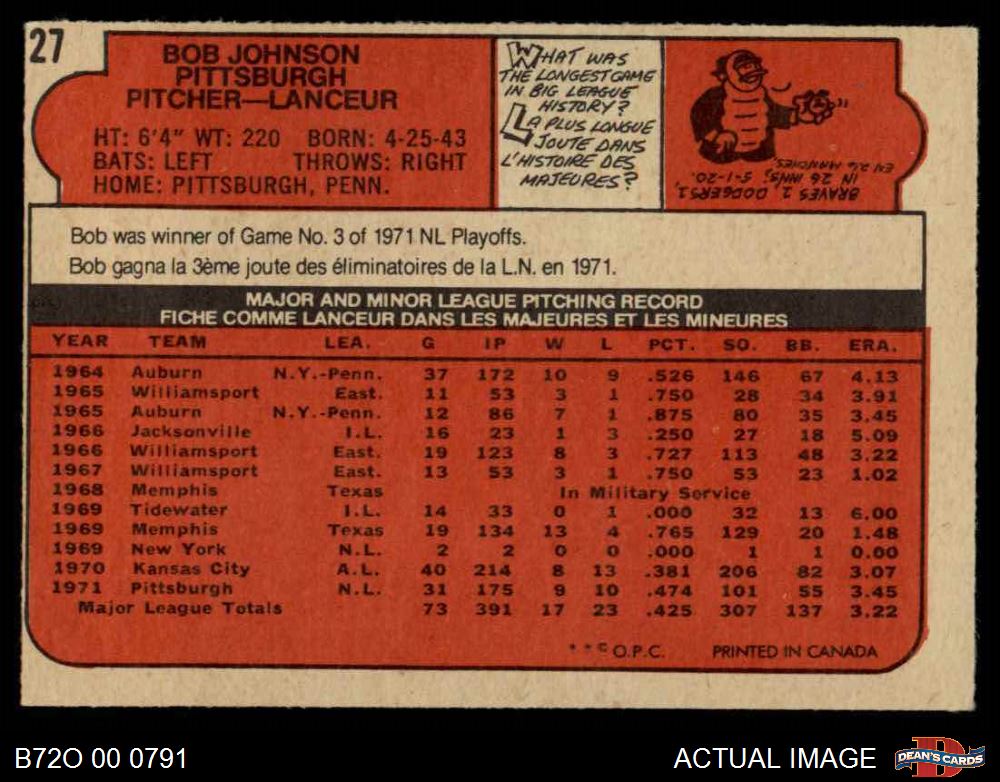 27
BOB JOHNSON
PITTSBURGH
PITCHER—LANCEUR
HT: 6'4" WT: 220 BORN: 4-25-43
BATS: LEFT THROWS: RIGHT
HOME: PITTSBURGH, PENN.
WHAT WAS
THE LONGEST GAME
IN BIG LEAGUE
HISTORY?
LA PLUS LONGUE
JOUTE DANS
L'HISTOIRE DES
MAJEURES?
BRAVES 1, DODGERS 1,
IN 26 INNS; 5-1-20.
EN 26 MANCHES.
Bob was winner of Game No. 3 of 1971 NL Playoffs.
Bob gagna la 3ème joute des éliminatoires de la L.N. en 1971.
MAJOR AND MINOR LEAGUE PITCHING RECORD
FICHE COMME LANCEUR DANS LES MAJEURES ET LES MINEURES
YEAR TEAM LEA. G IP W L PCT. SO. BB. ERA.
1964 Auburn N.Y.-Penn. 37 172 10 9 .526 146 67 4.13
1965 Williamsport East. 11 53 3 1 .750 28 34 3.91
1965 Auburn N.Y.-Penn. 12 86 7 1 .875 80 35 3.45
1966 Jacksonville I.L. 16 23 1 3 .250 27 18 5.09
1966 Williamsport East. 19 123 8 3 .727 113 48 3.22
1967 Williamsport East. 13 53 3 1 .750 53 23 1.02
1968 Memphis Texas In Military Service
1969 Tidewater I.L. 14 33 0 1 .000 32 13 6.00
1969 Memphis Texas 19 134 13 4 .765 129 20 1.48
1969 New York N.L. 2 2 0 0 .000 1 1 0.00
1970 Kansas City A.L. 40 214 8 13 .381 206 82 3.07
1971 Pittsburgh N.L. 31 175 9 10 .474 101 55 3.45
Major League Totals 73 391 17 23 .425 307 137 3.22
* * © O.P.C. PRINTED IN CANADA
B72O 00 0791
ACTUAL IMAGE
D
DEAN'S CARDS